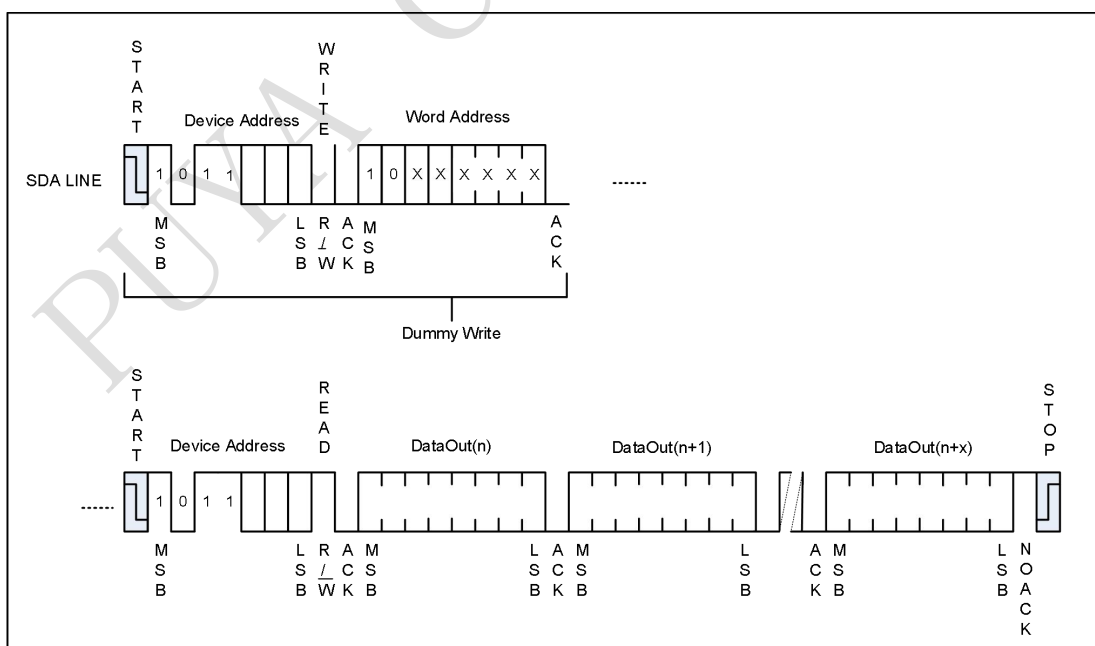 PUYA
START
WRITE
Device Address
Word Address
SDA LINE
1 0 1 1
1 0 X X X X X X
......
MSB
LSB
R/W
ACK
MSB
ACK
Dummy Write
START
READ
STOP
Device Address
DataOut(n)
DataOut(n+1)
DataOut(n+x)
......
1 0 1 1
MSB
LSB
R/W
ACK
MSB
LSB
ACK
MSB
LSB
ACK
MSB
LSB
NOACK